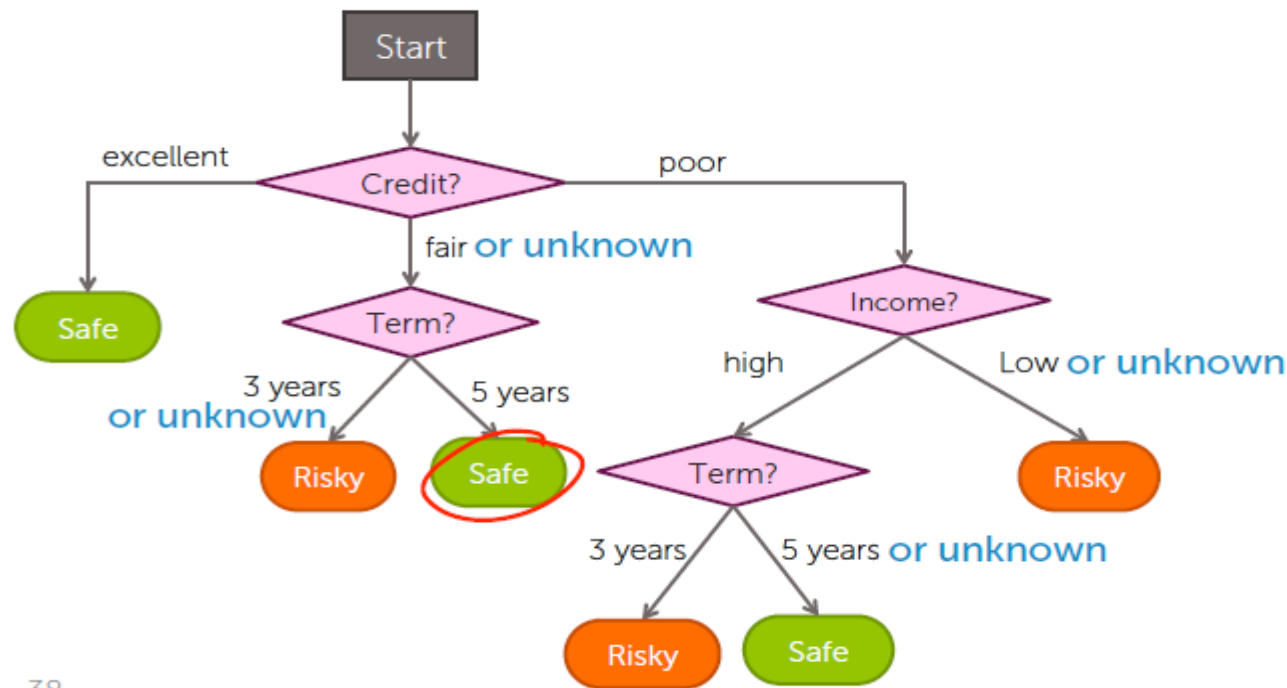 Start
excellent
Credit?
poor
fair or unknown
Safe
Term?
Income?
3 years
or unknown
5 years
high
Low or unknown
Risky
Safe
Term?
Risky
3 years
5 years or unknown
Risky
Safe